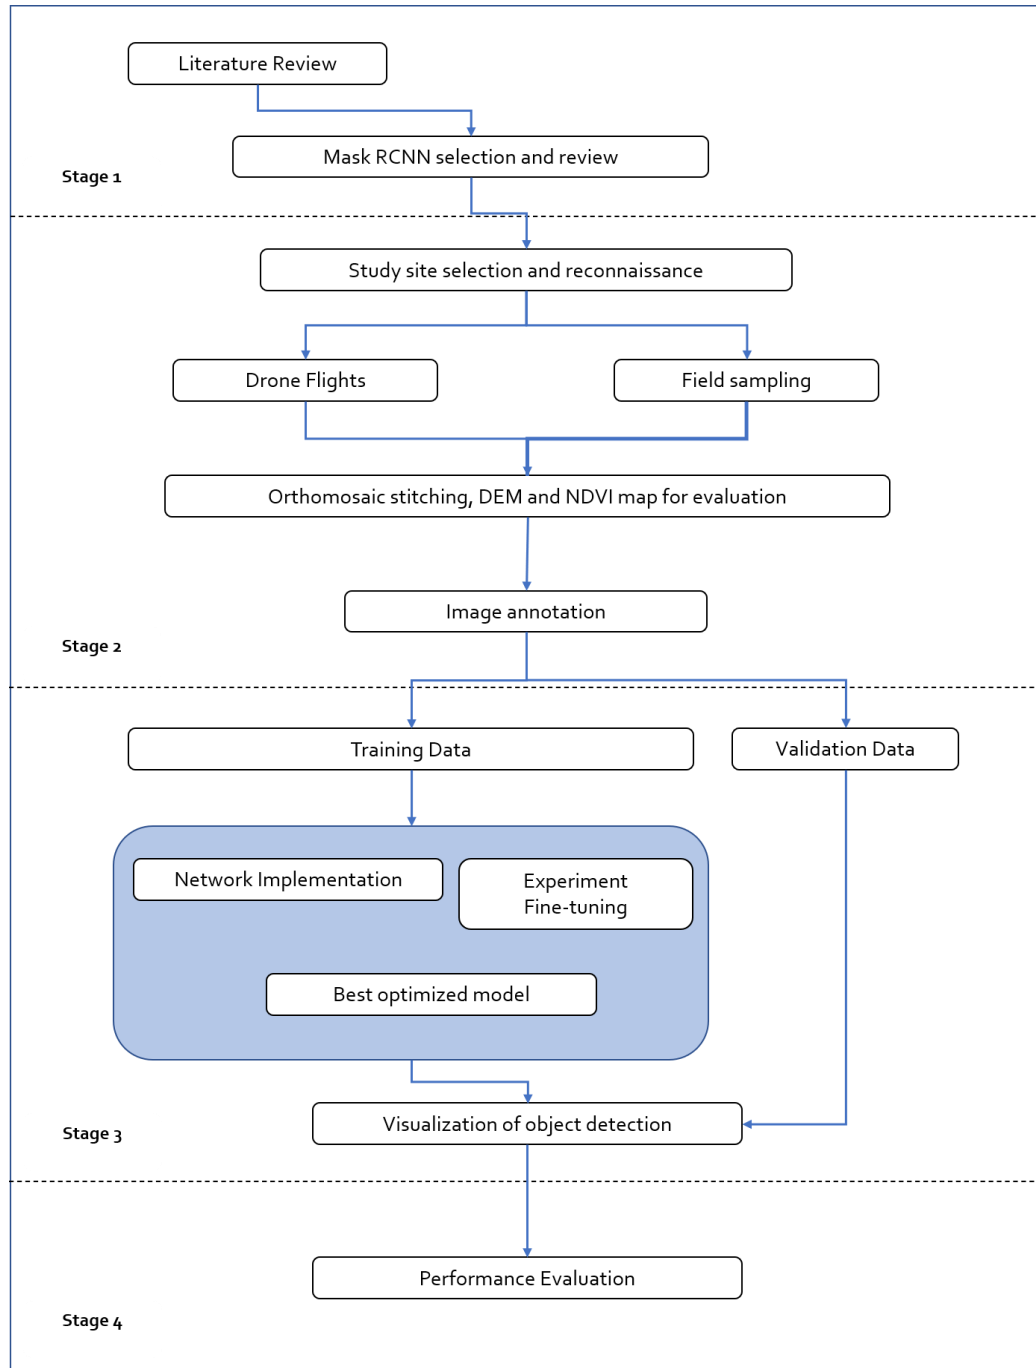 Literature Review
Mask RCNN selection and review
Stage 1
Study site selection and reconnaissance
Drone Flights
Field sampling
Orthomosaic stitching, DEM and NDVI map for evaluation
Image annotation
Stage 2
Training Data
Validation Data
Network Implementation
Experiment
Fine-tuning
Best optimized model
Visualization of object detection
Stage 3
Performance Evaluation
Stage 4